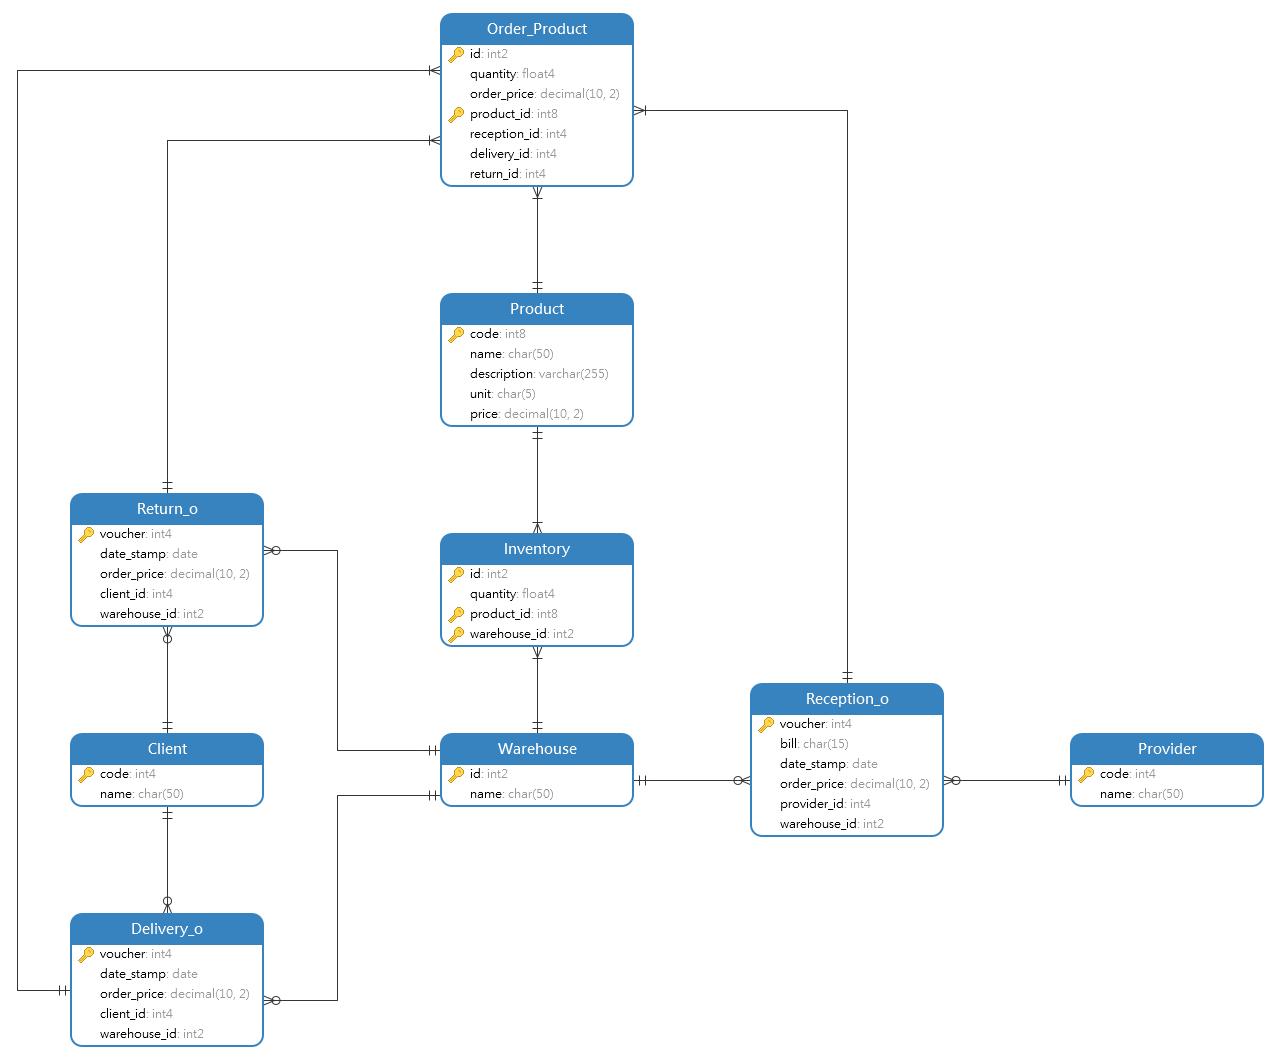 Order_Product
id: int2
quantity: float4
order_price: decimal(10, 2)
product_id: int8
reception_id: int4
delivery_id: int4
return_id: int4
Product
code: int8
name: char(50)
description: varchar(255)
unit: char(5)
price: decimal(10, 2)
Return_o
voucher: int4
date_stamp: date
order_price: decimal(10, 2)
client_id: int4
warehouse_id: int2
Inventory
id: int2
quantity: float4
product_id: int8
warehouse_id: int2
Client
code: int4
name: char(50)
Warehouse
id: int2
name: char(50)
Reception_o
voucher: int4
bill: char(15)
date_stamp: date
order_price: decimal(10, 2)
provider_id: int4
warehouse_id: int2
Provider
code: int4
name: char(50)
Delivery_o
voucher: int4
date_stamp: date
order_price: decimal(10, 2)
client_id: int4
warehouse_id: int2